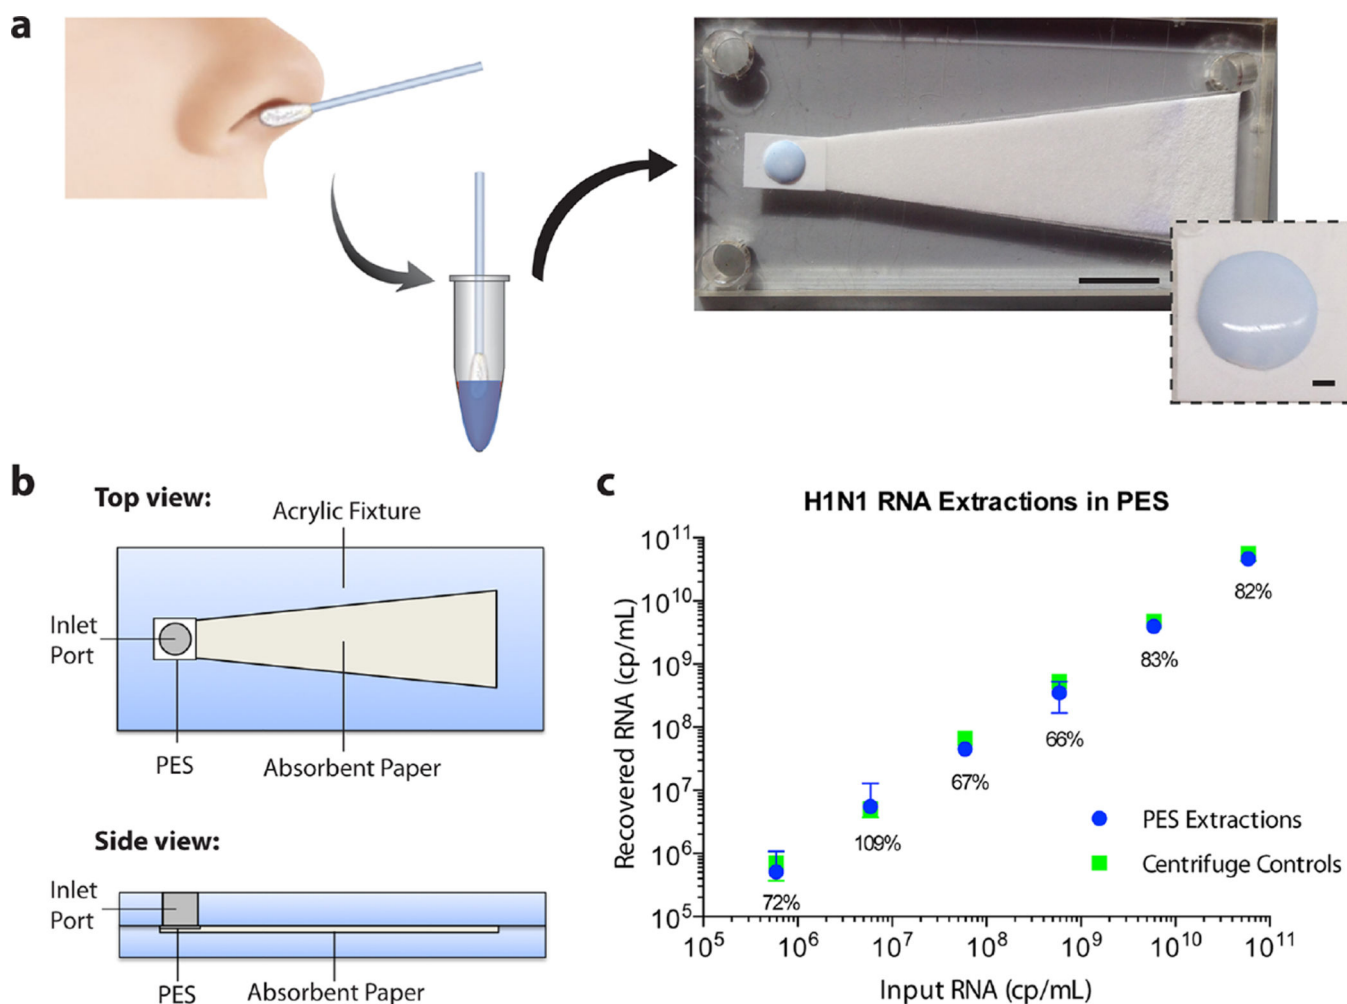 a
b
Top view:
Acrylic Fixture
Inlet
Port
PES
Absorbent Paper
Side view:
Inlet
Port
PES
Absorbent Paper
c
H1N1 RNA Extractions in PES
Recovered RNA (cp/mL)
10¹¹
10¹⁰
10⁹
10⁸
10⁷
10⁶
10⁵
82%
83%
66%
67%
109%
72%
PES Extractions
Centrifuge Controls
10⁵ 10⁶ 10⁷ 10⁸ 10⁹ 10¹⁰ 10¹¹
Input RNA (cp/mL)